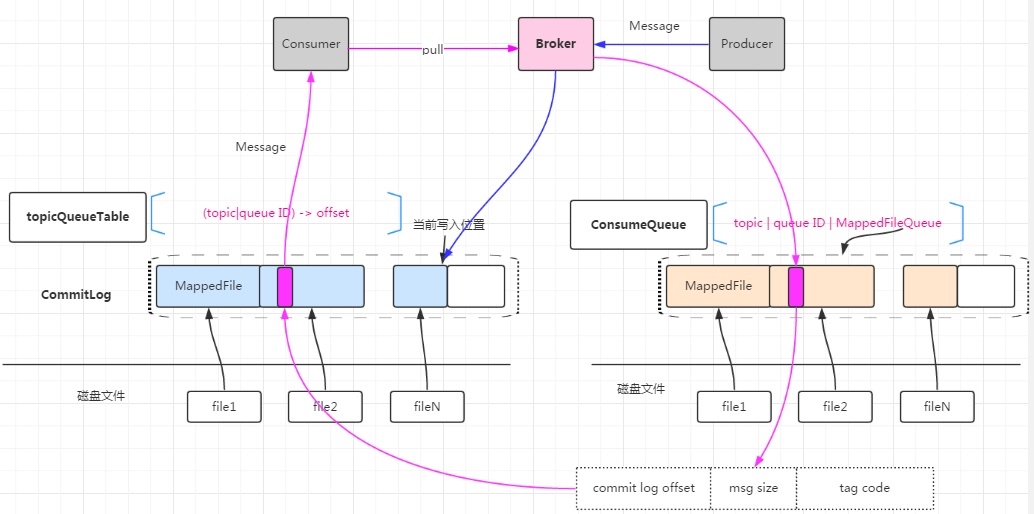 Consumer
pull
Broker
Message
Producer
Message
topicQueueTable
(topic|queue ID) -> offset
当前写入位置
ConsumeQueue
topic | queue ID | MappedFileQueue
CommitLog
MappedFile
MappedFile
磁盘文件
file1
file2
fileN
磁盘文件
file1
file2
fileN
commit log offset
msg size
tag code